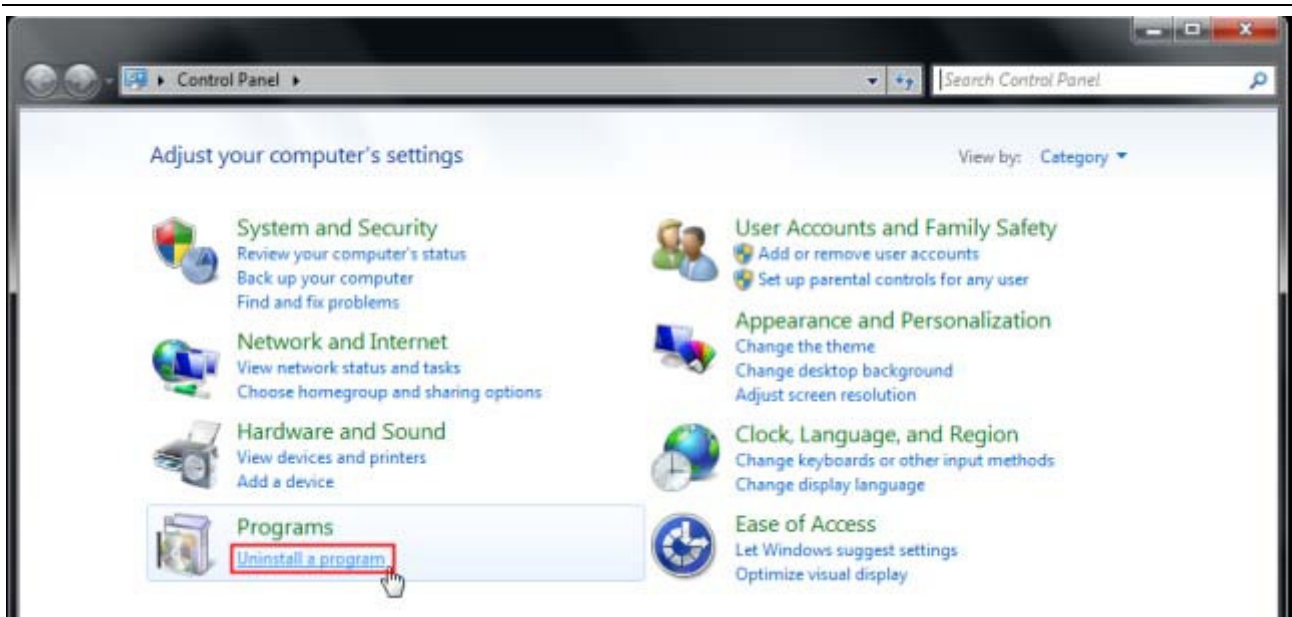 Control Panel
Search Control Panel
Adjust your computer's settings
View by: Category
System and Security
Review your computer's status
Back up your computer
Find and fix problems
Network and Internet
View network status and tasks
Choose homegroup and sharing options
Hardware and Sound
View devices and printers
Add a device
Programs
Uninstall a program
User Accounts and Family Safety
Add or remove user accounts
Set up parental controls for any user
Appearance and Personalization
Change the theme
Change desktop background
Adjust screen resolution
Clock, Language, and Region
Change keyboards or other input methods
Change display language
Ease of Access
Let Windows suggest settings
Optimize visual display